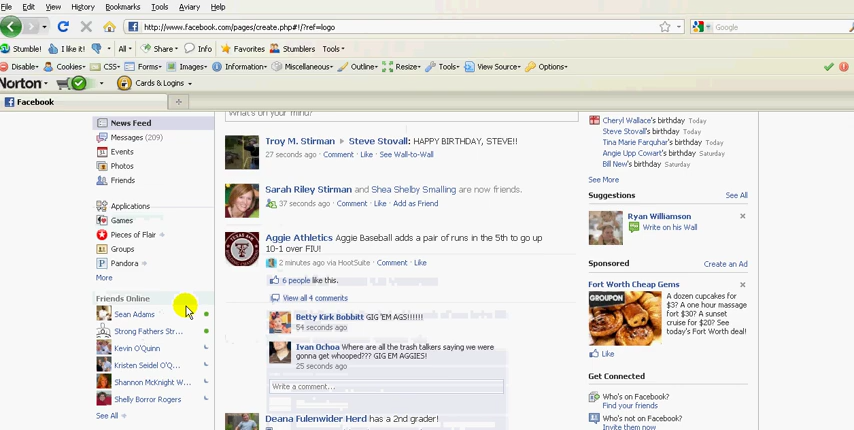 File Edit View History Bookmarks Tools Aviary Help
http://www.facebook.com/pages/create.php#!/?ref=logo
Google
Stumble! I like it! All Share Info Favorites Stumblers Tools
Disable Cookies CSS Forms Images Information Miscellaneous Outline Resize Tools View Source Options
Norton Cards & Logins
Facebook
News Feed
Messages (209)
Events
Photos
Friends
Applications
Games
Pieces of Flair
Groups
Pandora
More
Friends Online
Sean Adams
Strong Fathers Str...
Kevin O'Quinn
Kristen Seidel O'Q...
Shannon McKnight W...
Shelly Borror Rogers
See All
What's on your mind?
Troy M. Stirman Steve Stovall: HAPPY BIRTHDAY, STEVE!!
27 seconds ago · Comment · Like · See Wall-to-Wall
Sarah Riley Stirman and Shea Shelby Smalling are now friends.
37 seconds ago · Comment · Like · Add as Friend
Aggie Athletics Aggie Baseball adds a pair of runs in the 5th to go up
10-1 over FIU!
2 minutes ago via HootSuite · Comment · Like
6 people like this.
View all 4 comments
Betty Kirk Bobbitt GIG 'EM AGS!!!!!!
54 seconds ago
Ivan Ochoa Where are all the trash talkers saying we were
gonna get whooped??? GIG EM AGGIES!
25 seconds ago
Write a comment...
Deana Fulenwider Herd has a 2nd grader!
Cheryl Wallace's birthday Today
Steve Stovall's birthday Today
Tina Marie Farquhar's birthday Today
Angie Upp Cowart's birthday Saturday
Bill New's birthday Saturday
See More
Suggestions See All
Ryan Williamson
Write on his Wall
Sponsored Create an Ad
Fort Worth Cheap Gems
GROUPON
A dozen cupcakes for
$3? A one hour massage
for $30? A sunset
cruise for $20? See
today's Fort Worth deal!
Like
Get Connected
Who's on Facebook?
Find your friends
Who's not on Facebook?
Invite them now